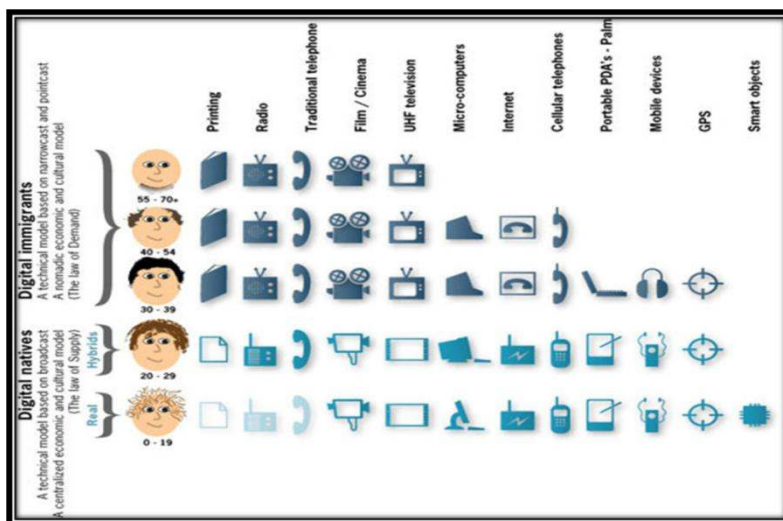 Printing
Radio
Traditional telephone
Film / Cinema
UHF television
Micro-computers
Internet
Cellular telephones
Portable PDA's - Palm
Mobile devices
GPS
Smart objects
Digital immigrants
A technical model based on narrowcast and pointcast
A nomadic economic and cultural model
(The law of Demand)
55 - 70+
40 - 54
30 - 39
Digital natives
A technical model based on broadcast
A centralized economic and cultural model
(The law of Supply)
Hybrids
20 - 29
Real
0 - 19